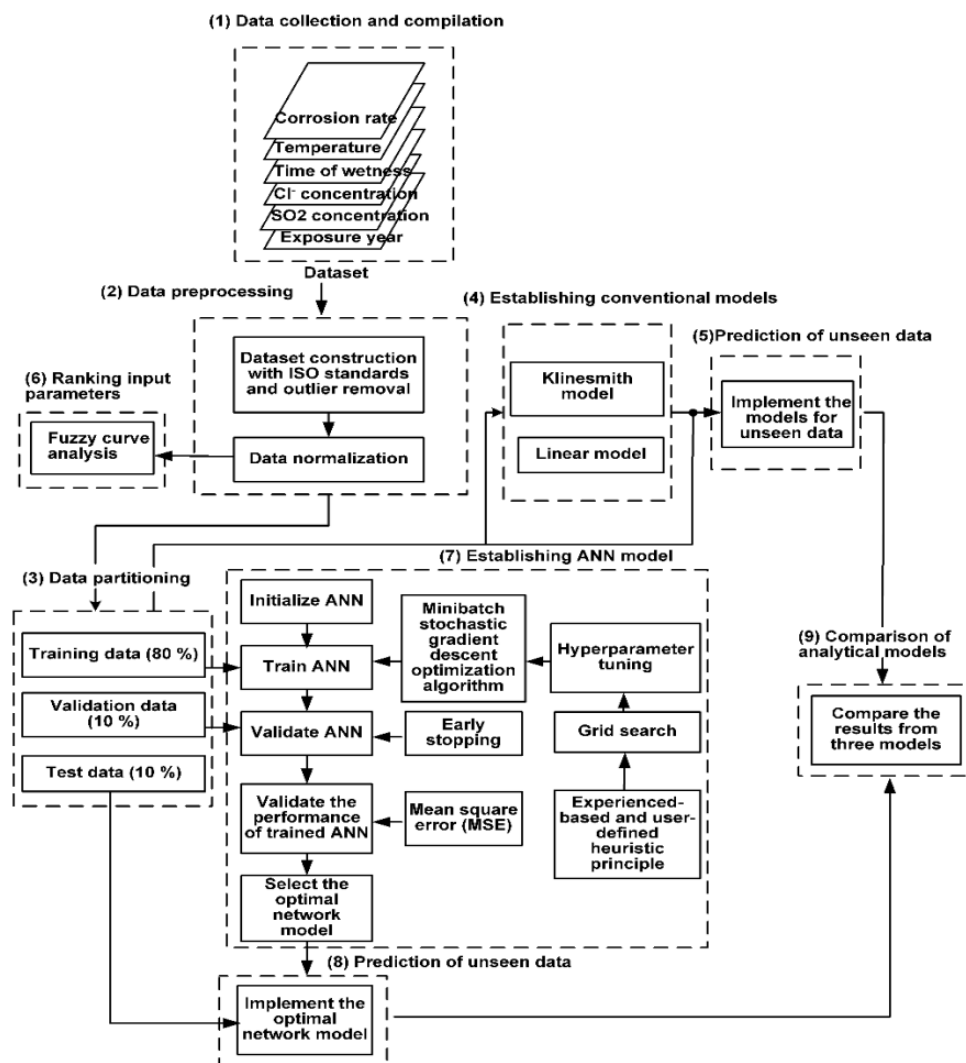 (1) Data collection and compilation
Corrosion rate
Temperature
Time of wetness
Cl⁻ concentration
SO2 concentration
Exposure year
Dataset
(2) Data preprocessing
Dataset construction
with ISO standards
and outlier removal
Data normalization
(6) Ranking input
parameters
Fuzzy curve
analysis
(4) Establishing conventional models
Klinesmith
model
Linear model
(5)Prediction of unseen data
Implement the
models for
unseen data
(3) Data partitioning
Training data (80 %)
Validation data
(10 %)
Test data (10 %)
(7) Establishing ANN model
Initialize ANN
Train ANN
Validate ANN
Validate the
performance
of trained ANN
Select the
optimal
network
model
Minibatch
stochastic
gradient
descent
optimization
algorithm
Early
stopping
Mean square
error (MSE)
Hyperparameter
tuning
Grid search
Experienced-
based and user-
defined
heuristic
principle
(8) Prediction of unseen data
Implement the
optimal
network model
(9) Comparison of
analytical models
Compare the
results from
three models